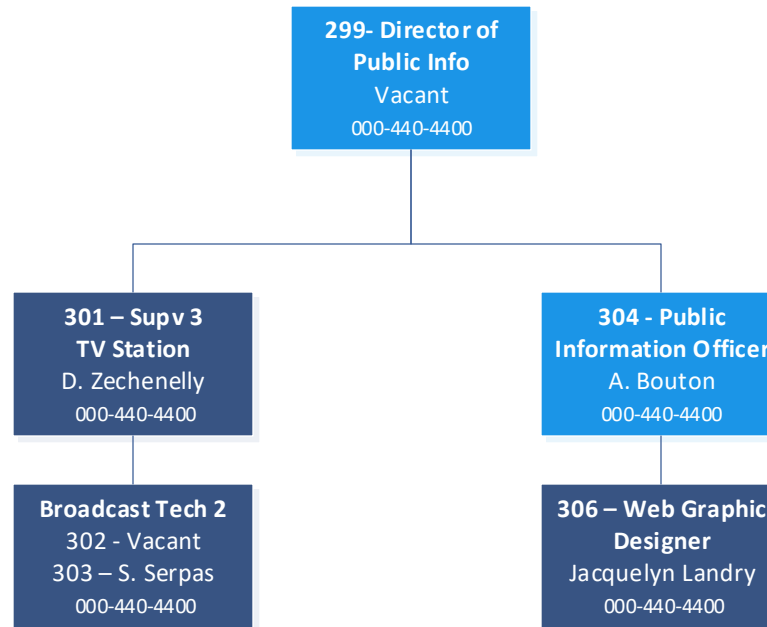 299- Director of
Public Info
Vacant
000-440-4400
301 – Supv 3
TV Station
D. Zechenelly
000-440-4400
304 - Public
Information Officer
A. Bouton
000-440-4400
Broadcast Tech 2
302 - Vacant
303 – S. Serpas
000-440-4400
306 – Web Graphic
Designer
Jacquelyn Landry
000-440-4400